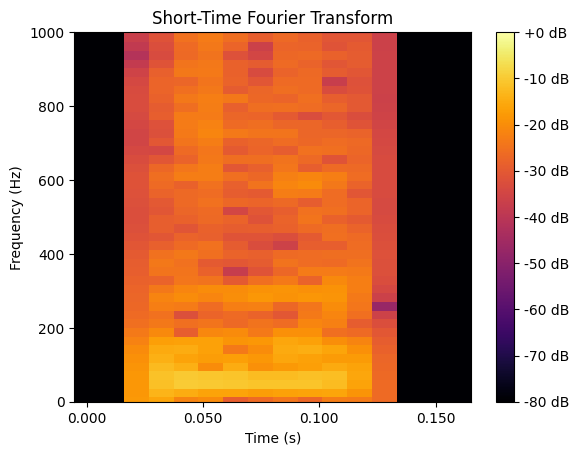 Short-Time Fourier Transform
1000
800
600
400
200
0
Frequency (Hz)
0.000
0.050
0.100
0.150
Time (s)
+0 dB
-10 dB
-20 dB
-30 dB
-40 dB
-50 dB
-60 dB
-70 dB
-80 dB